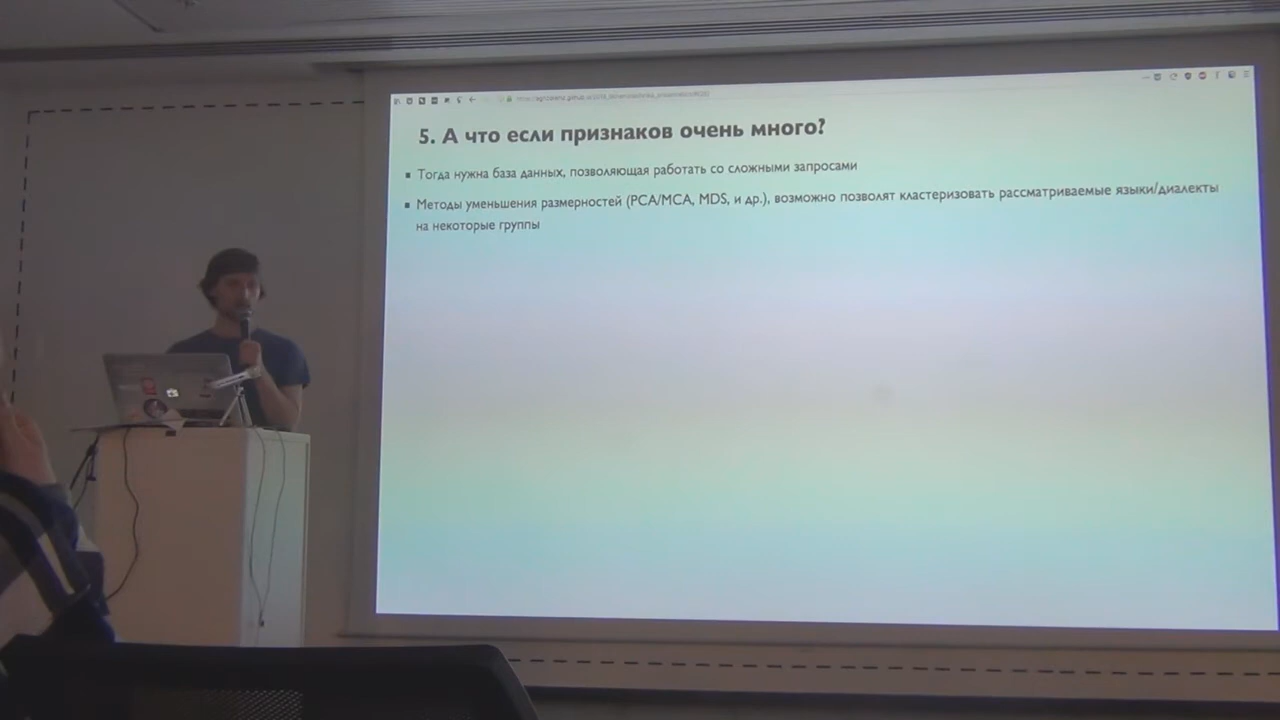 5. А что если признаков очень много?
Тогда нужна база данных, позволяющая работать со сложными запросами
Методы уменьшения размерностей (PCA/MCA, MDS, и др.), возможно позволят кластеризовать рассматриваемые языки/диалекты
на некоторые группы